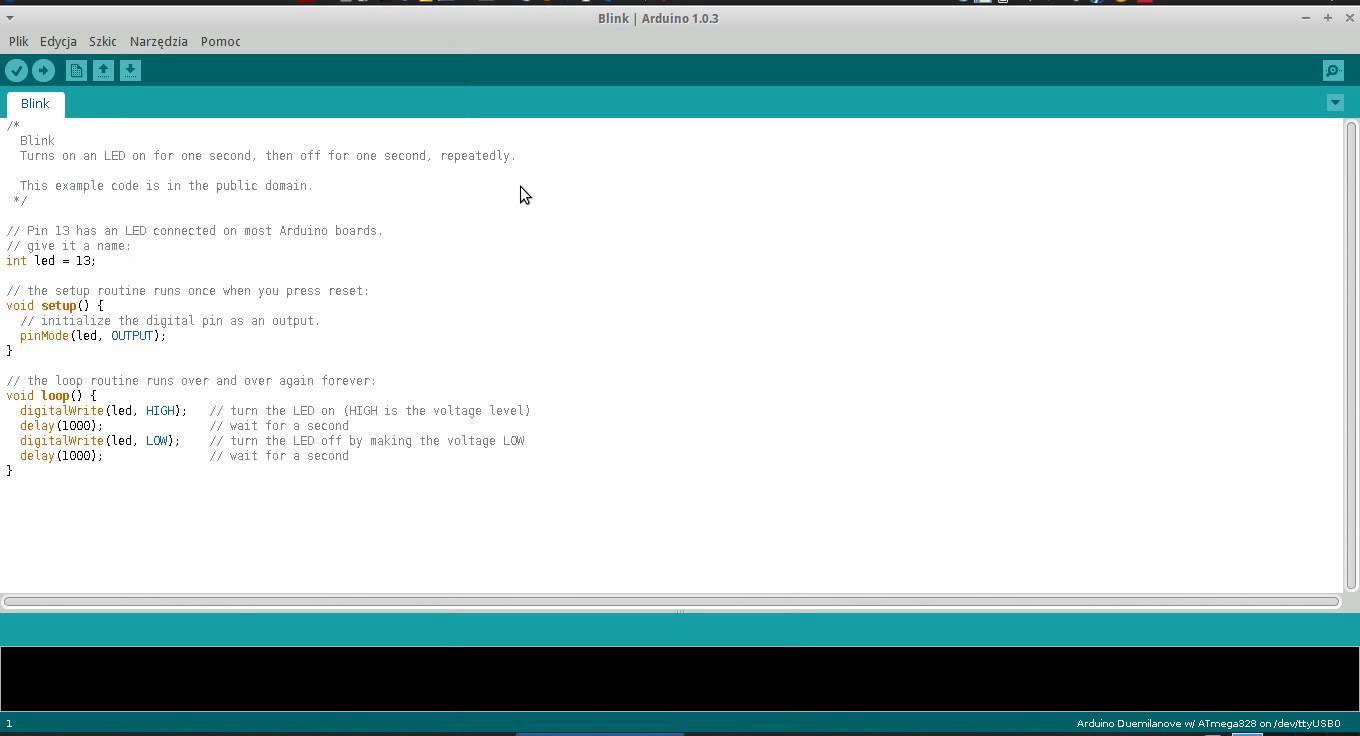 Blink | Arduino 1.0.3
Plik Edycja Szkic Narzędzia Pomoc
Blink
/*
  Blink
  Turns on an LED on for one second, then off for one second, repeatedly.
  This example code is in the public domain.
 */
// Pin 13 has an LED connected on most Arduino boards.
// give it a name:
int led = 13;
// the setup routine runs once when you press reset:
void setup() {
  // initialize the digital pin as an output.
  pinMode(led, OUTPUT);
}
// the loop routine runs over and over again forever:
void loop() {
  digitalWrite(led, HIGH);   // turn the LED on (HIGH is the voltage level)
  delay(1000);               // wait for a second
  digitalWrite(led, LOW);    // turn the LED off by making the voltage LOW
  delay(1000);               // wait for a second
}
1
Arduino Duemilanove w/ ATmega328 on /dev/ttyUSB0